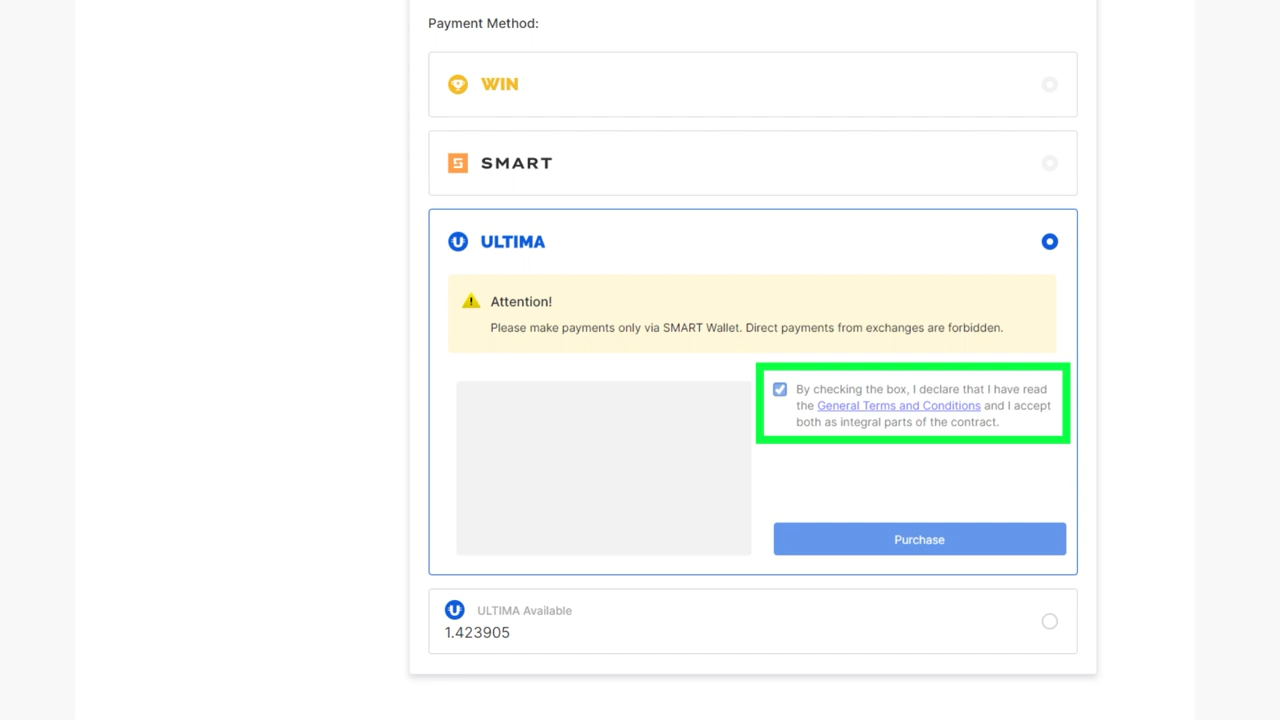 Payment Method:
WIN
SMART
ULTIMA
Attention!
Please make payments only via SMART Wallet. Direct payments from exchanges are forbidden.
By checking the box, I declare that I have read
the General Terms and Conditions and I accept
both as integral parts of the contract.
Purchase
ULTIMA Available
1.423905